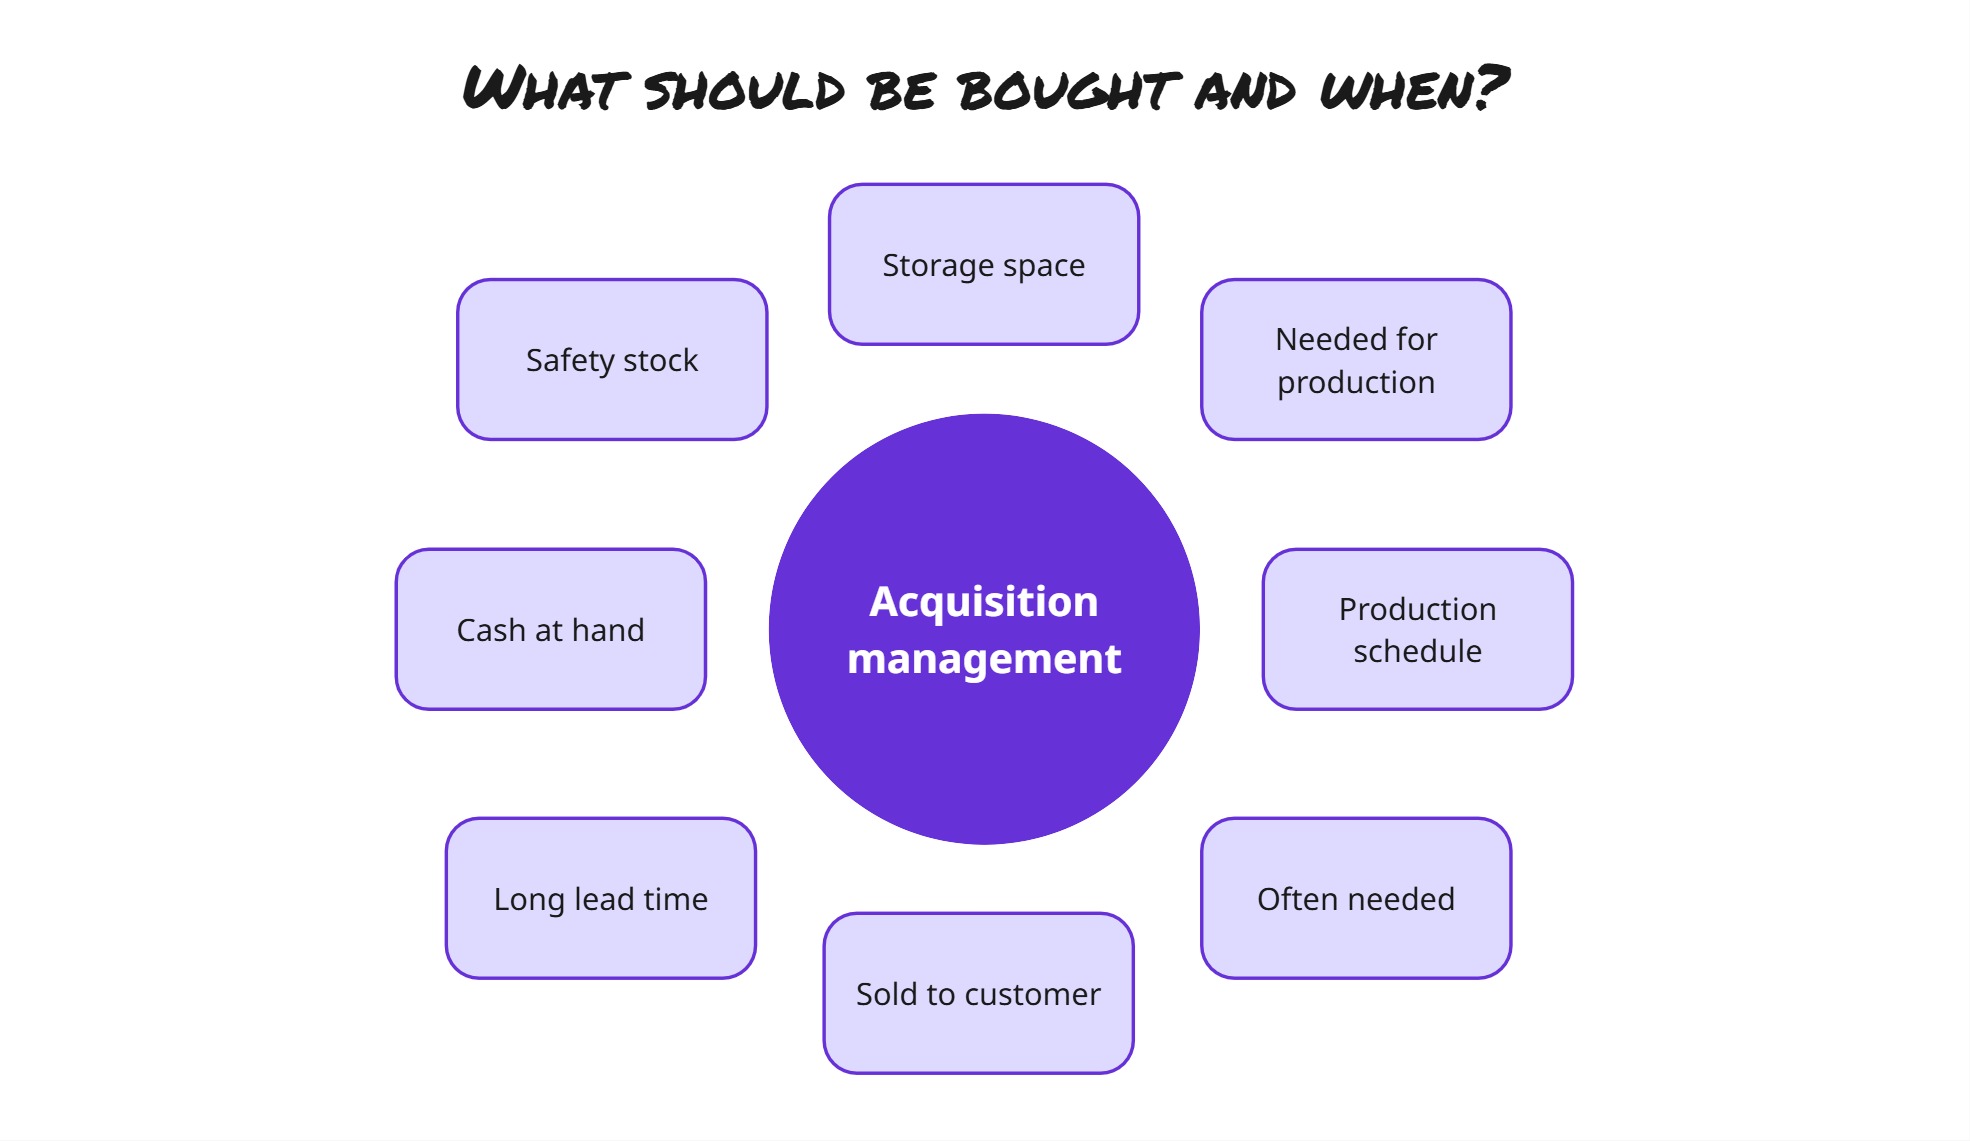 What should be bought and when?
Storage space
Safety stock
Needed for
production
Acquisition
management
Cash at hand
Production
schedule
Long lead time
Often needed
Sold to customer